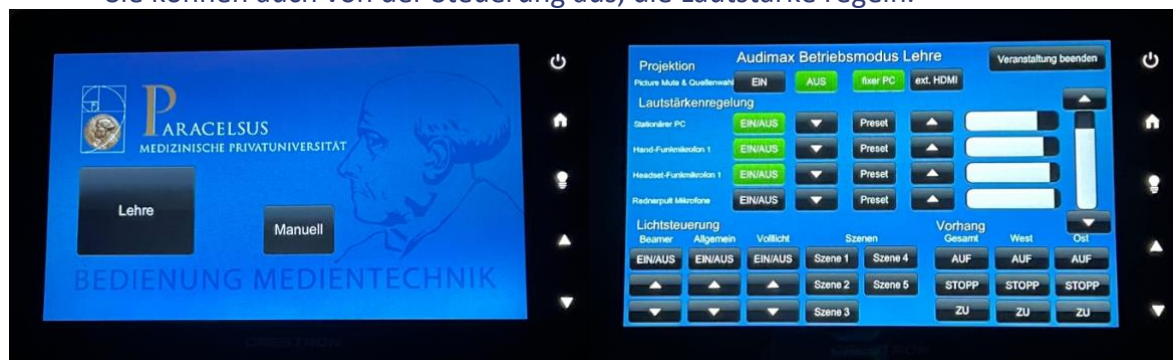 Sie können auch von der Steuerung aus, die Lautstärke regeln.
PARACELSUS
MEDIZINISCHE PRIVATUNIVERSITÄT
Lehre
Manuell
BEDIENUNG MEDIENTECHNIK
CRESTRON
Audimax Betriebsmodus Lehre
Veranstaltung beenden
Projektion
Picture Mute & Quellenwahl EIN AUS fixer PC ext. HDMI
Lautstärkenregelung
Stationärer PC EIN/AUS Preset
Hand-Funkmikrofon 1 EIN/AUS Preset
Headset-Funkmikrofon 1 EIN/AUS Preset
Rednerpult Mikrofone EIN/AUS Preset
Lichtsteuerung Vorhang
Beamer Allgemein Volllicht Szenen Gesamt West Ost
EIN/AUS EIN/AUS EIN/AUS Szene 1 Szene 4 AUF AUF AUF
Szene 2 Szene 5 STOPP STOPP STOPP
Szene 3 ZU ZU ZU